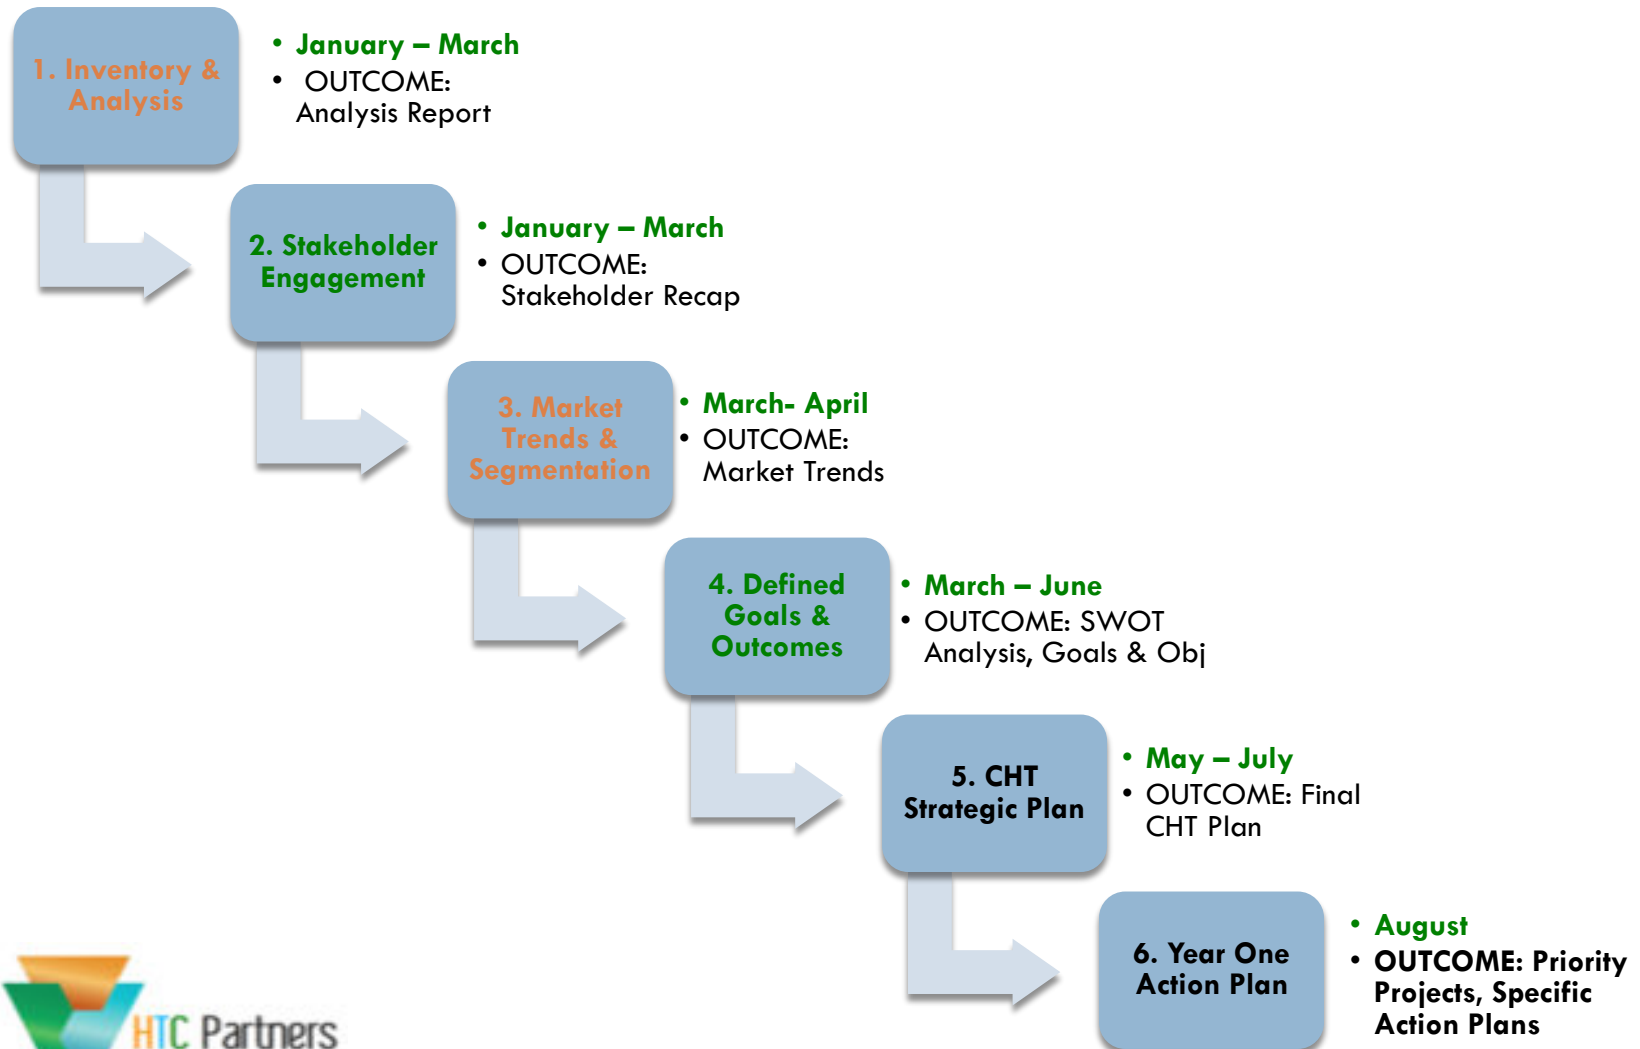 1. Inventory &
Analysis
• January – March
• OUTCOME:
Analysis Report
2. Stakeholder
Engagement
• January – March
• OUTCOME:
Stakeholder Recap
3. Market
Trends &
Segmentation
• March- April
• OUTCOME:
Market Trends
4. Defined
Goals &
Outcomes
• March – June
• OUTCOME: SWOT
Analysis, Goals & Obj
5. CHT
Strategic Plan
• May – July
• OUTCOME: Final
CHT Plan
6. Year One
Action Plan
• August
• OUTCOME: Priority
Projects, Specific
Action Plans
HTC Partners